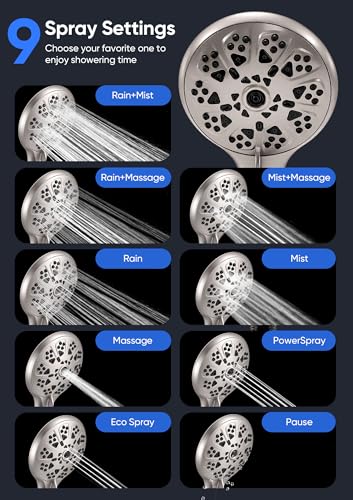 9 Spray Settings
Choose your favorite one to
enjoy showering time
Rain+Mist
Rain+Massage
Mist+Massage
Rain
Mist
Massage
PowerSpray
Eco Spray
Pause